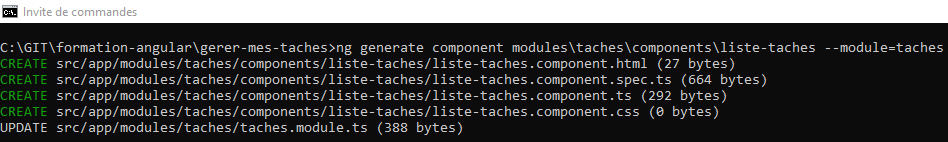 Invite de commandes
C:\GIT\formation-angular\gerer-mes-taches>ng generate component modules\taches\components\liste-taches --module=taches
CREATE src/app/modules/taches/components/liste-taches/liste-taches.component.html (27 bytes)
CREATE src/app/modules/taches/components/liste-taches/liste-taches.component.spec.ts (664 bytes)
CREATE src/app/modules/taches/components/liste-taches/liste-taches.component.ts (292 bytes)
CREATE src/app/modules/taches/components/liste-taches/liste-taches.component.css (0 bytes)
UPDATE src/app/modules/taches/taches.module.ts (388 bytes)